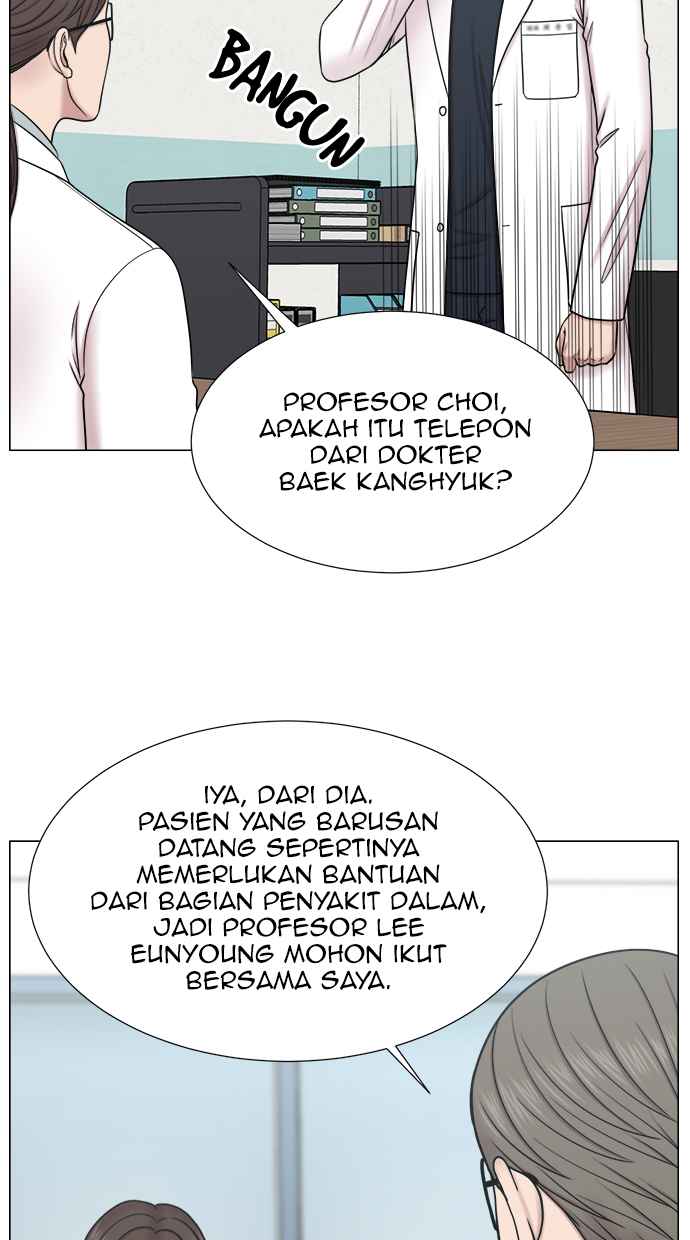 BANGUN
PROFESOR CHOI,
APAKAH ITU TELEPON
DARI DOKTER
BAEK KANGHYUK?
IYA, DARI DIA.
PASIEN YANG BARUSAN
DATANG SEPERTINYA
MEMERLUKAN BANTUAN
DARI BAGIAN PENYAKIT DALAM,
JADI PROFESOR LEE
EUNYOUNG MOHON IKUT
BERSAMA SAYA.